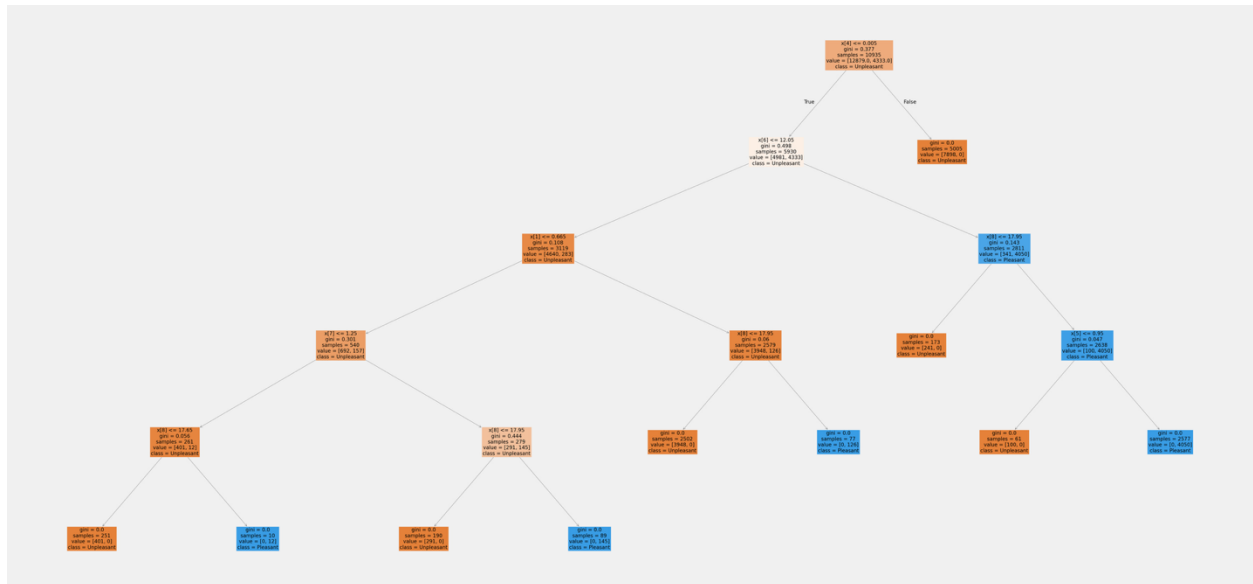 x[4] <= 0.005
gini = 0.377
samples = 10935
value = [12879.0, 4333.0]
class = Unpleasant
True
False
x[6] <= 12.05
gini = 0.498
samples = 5930
value = [4981, 4333]
class = Unpleasant
gini = 0.0
samples = 5005
value = [7898, 0]
class = Unpleasant
x[1] <= 0.665
gini = 0.108
samples = 3119
value = [4640, 283]
class = Unpleasant
x[8] <= 17.95
gini = 0.143
samples = 2811
value = [341, 4050]
class = Pleasant
x[7] <= 1.25
gini = 0.301
samples = 540
value = [692, 157]
class = Unpleasant
x[8] <= 17.95
gini = 0.06
samples = 2579
value = [3948, 126]
class = Unpleasant
gini = 0.0
samples = 173
value = [241, 0]
class = Unpleasant
x[5] <= 0.95
gini = 0.047
samples = 2638
value = [100, 4050]
class = Pleasant
x[8] <= 17.65
gini = 0.056
samples = 261
value = [401, 12]
class = Unpleasant
x[8] <= 17.95
gini = 0.444
samples = 279
value = [291, 145]
class = Unpleasant
gini = 0.0
samples = 2502
value = [3948, 0]
class = Unpleasant
gini = 0.0
samples = 77
value = [0, 126]
class = Pleasant
gini = 0.0
samples = 61
value = [100, 0]
class = Unpleasant
gini = 0.0
samples = 2577
value = [0, 4050]
class = Pleasant
gini = 0.0
samples = 251
value = [401, 0]
class = Unpleasant
gini = 0.0
samples = 10
value = [0, 12]
class = Pleasant
gini = 0.0
samples = 190
value = [291, 0]
class = Unpleasant
gini = 0.0
samples = 89
value = [0, 145]
class = Pleasant